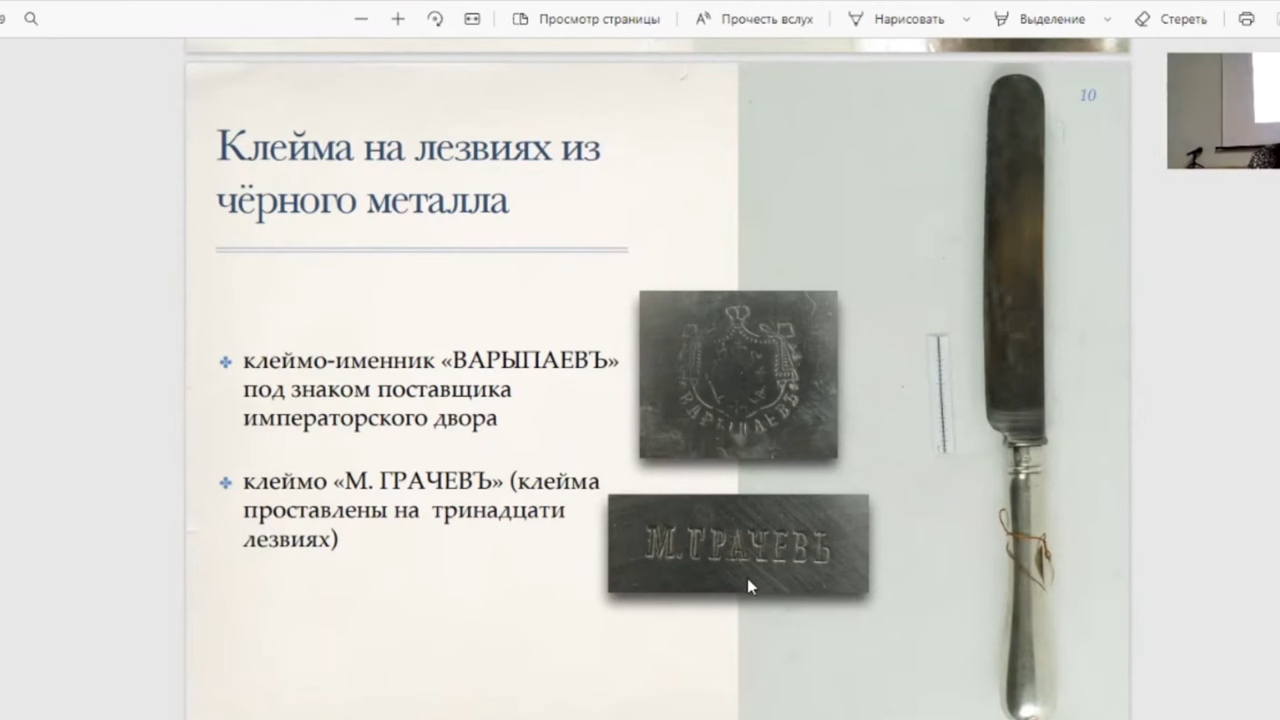 9
Просмотр страницы
Прочесть вслух
Нарисовать
Выделение
Стереть
10
Клейма на лезвиях из
чёрного металла
клеймо-именник «ВАРЫПАЕВЪ»
под знаком поставщика
императорского двора
ВАРЫПАЕВЪ
клеймо «М. ГРАЧЕВЪ» (клейма
проставлены на тринадцати
лезвиях)
М.ГРАЧЕВЪ